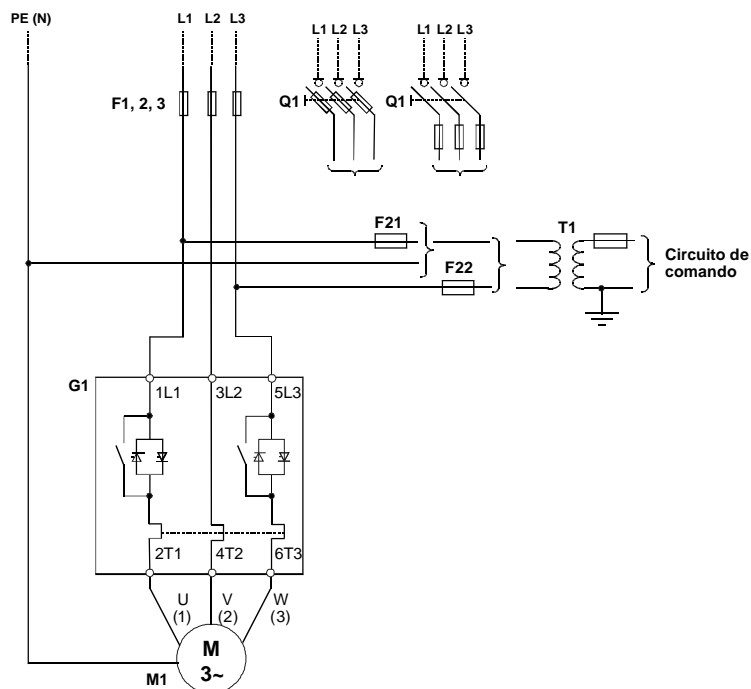 PE (N) L1 L2 L3
L1 L2 L3
L1 L2 L3
F1, 2, 3
Q1
Q1
F21
T1
F22
Circuito de
comando
G1
1L1 3L2 5L3
2T1 4T2 6T3
U V W
(1) (2) (3)
M
3~
M1